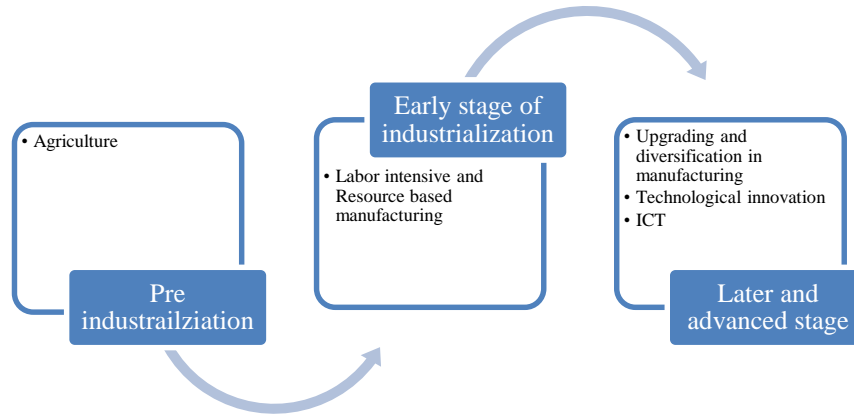 • Agriculture
Pre
industrailziation
Early stage of
industrialization
• Labor intensive and
Resource based
manufacturing
• Upgrading and
diversification in
manufacturing
• Technological innovation
• ICT
Later and
advanced stage